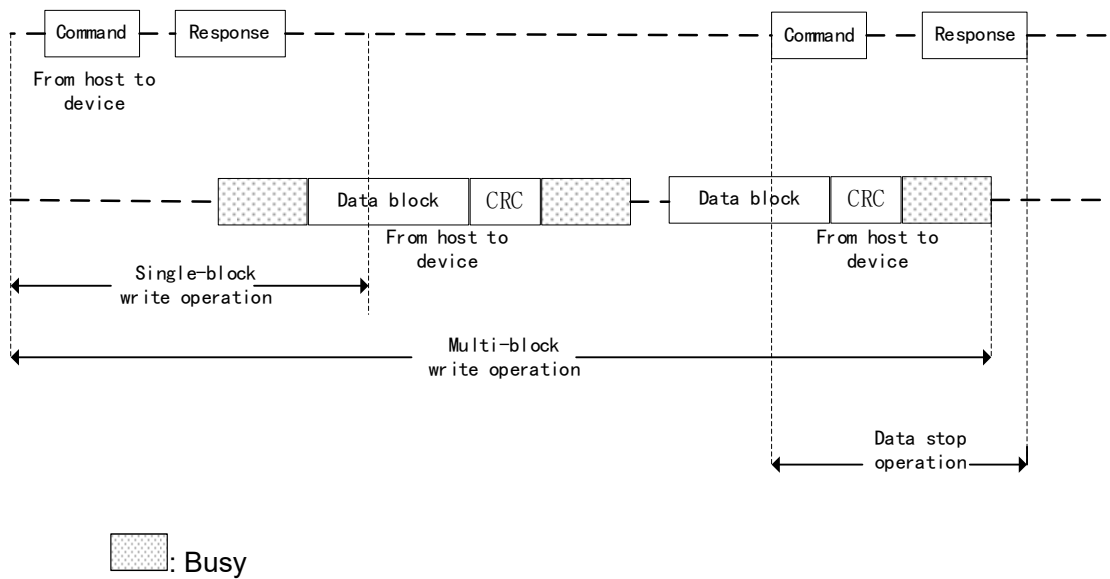 Command Response Command Response
From host to
device
Data block CRC Data block CRC
From host to
device
From host to
device
Single-block
write operation
Multi-block
write operation
Data stop
operation
: Busy